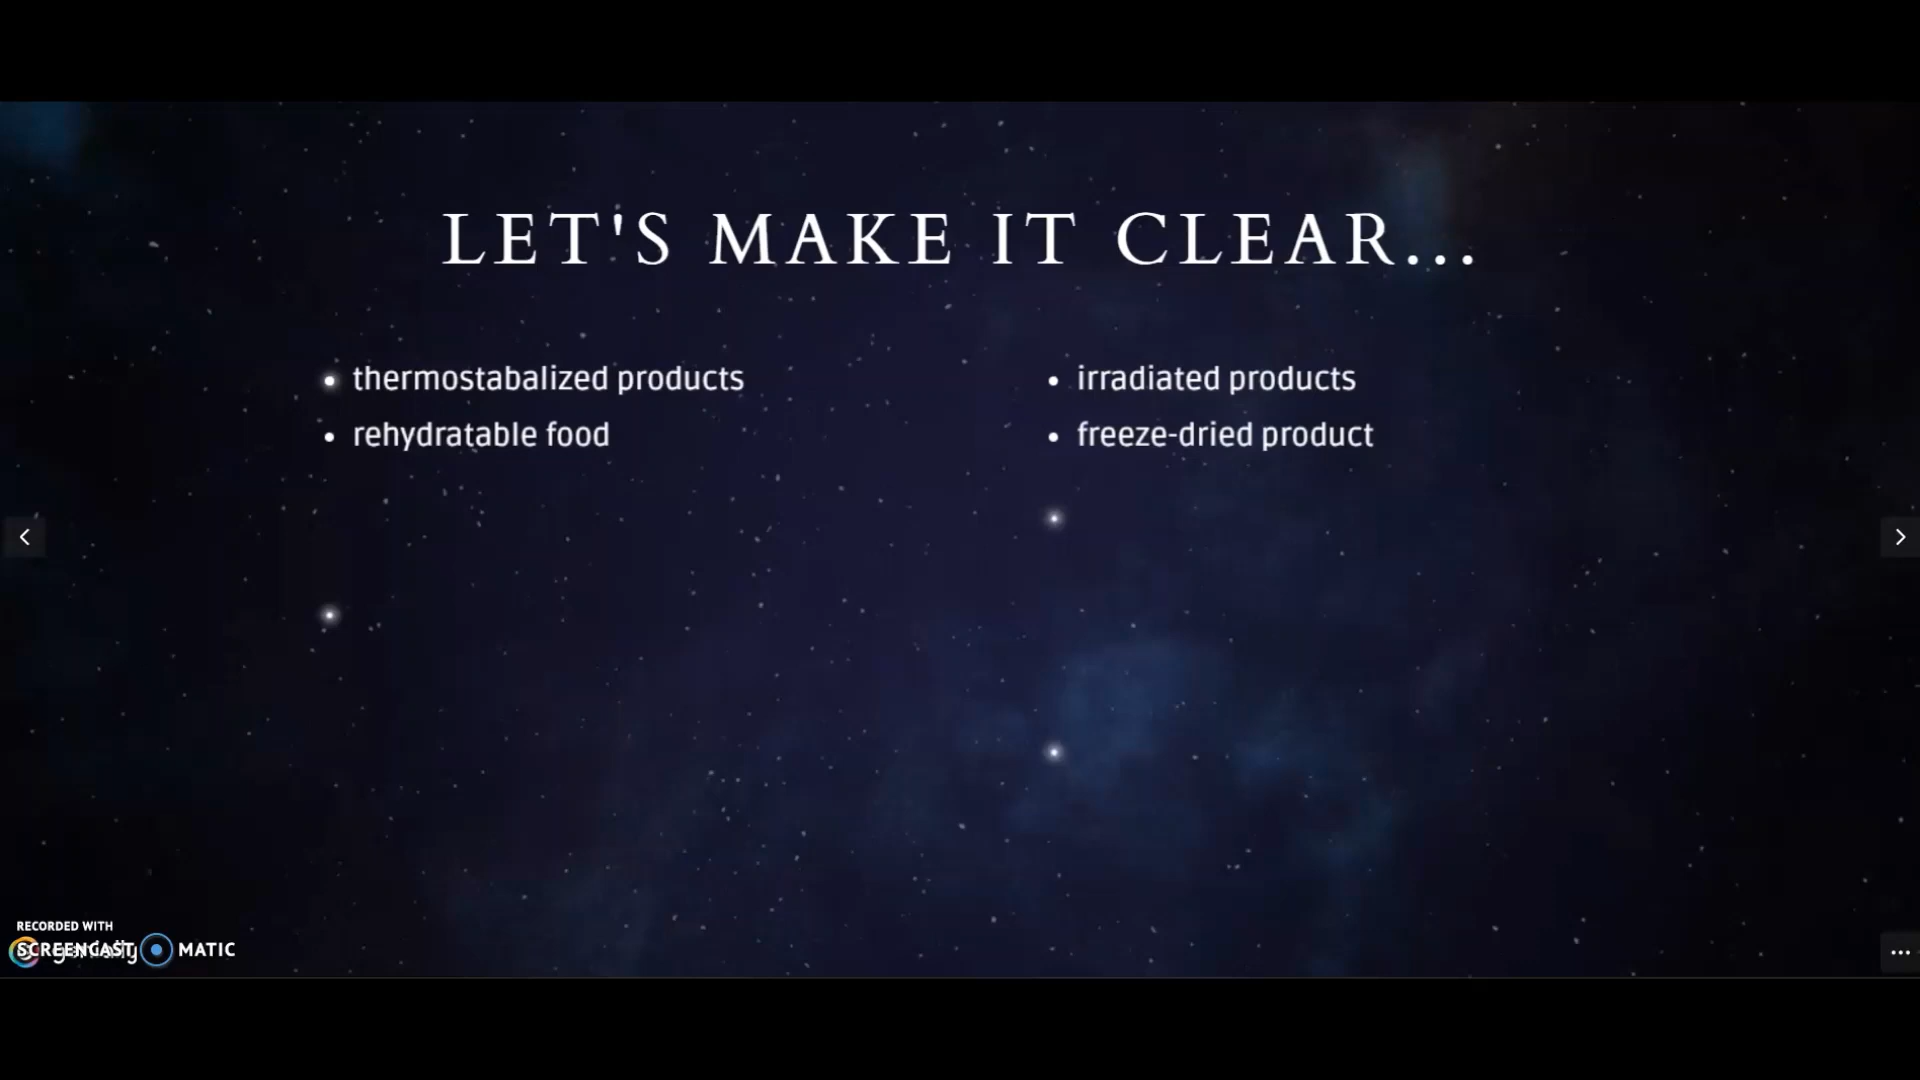 LET'S MAKE IT CLEAR...
• thermostabalized products
• rehydratable food
• irradiated products
• freeze-dried product
RECORDED WITH
SCREENCAST MATIC